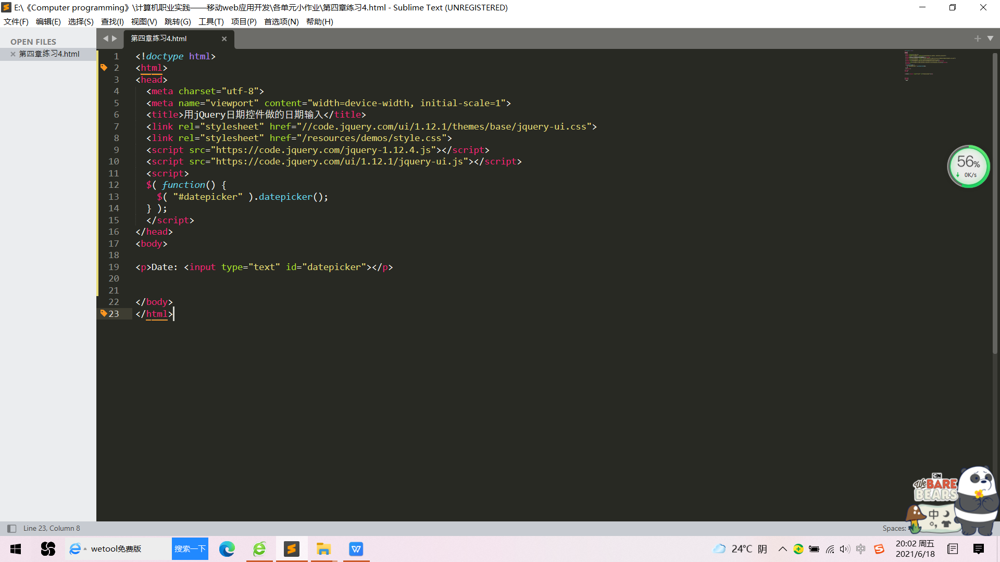 E:\《Computer programming》\计算机职业实践——移动web应用开发\各单元小作业\第四章练习4.html - Sublime Text (UNREGISTERED)
文件(F) 编辑(E) 选择(S) 查找(I) 视图(V) 跳转(G) 工具(T) 项目(P) 首选项(N) 帮助(H)
OPEN FILES
第四章练习4.html
第四章练习4.html
1 <!doctype html>
2 <html>
3 <head>
4 <meta charset="utf-8">
5 <meta name="viewport" content="width=device-width, initial-scale=1">
6 <title>用jQuery日期控件做的日期输入</title>
7 <link rel="stylesheet" href="//code.jquery.com/ui/1.12.1/themes/base/jquery-ui.css">
8 <link rel="stylesheet" href="/resources/demos/style.css">
9 <script src="https://code.jquery.com/jquery-1.12.4.js"></script>
10 <script src="https://code.jquery.com/ui/1.12.1/jquery-ui.js"></script>
11 <script>
12 $( function() {
13 $( "#datepicker" ).datepicker();
14 } );
15 </script>
16 </head>
17 <body>
18
19 <p>Date: <input type="text" id="datepicker"></p>
20
21
22 </body>
23 </html>
56%
0K/s
CN
We BARE
BEARS
中
Line 23, Column 8
Spaces:
wetool免费版
搜索一下
24°C 阴
中
20:02 周五
2021/6/18